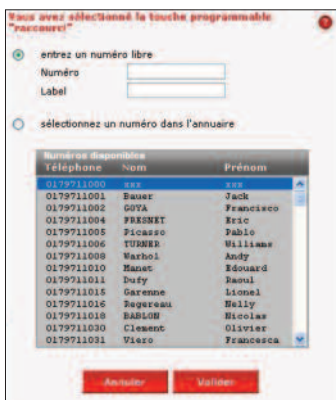 Vous avez sélectionné la touche programmable
"raccourci"
entrez un numéro libre
Numéro
Label
sélectionnez un numéro dans l'annuaire
Numéros disponibles
Téléphone Nom Prénom
0179711000 xxx xxx
0179711001 Bauer Jack
0179711002 GOYA Francisco
0179711004 FRESNET Eric
0179711005 Picasso Pablo
0179711006 TURNER Williams
0179711008 Warhol Andy
0179711010 Manet Edouard
0179711011 Dufy Raoul
0179711015 Garenne Lionel
0179711016 Rogereau Nelly
0179711018 BABLON Nicolas
0179711030 Clement Olivier
0179711031 Viero Francesca
Annuler Valider